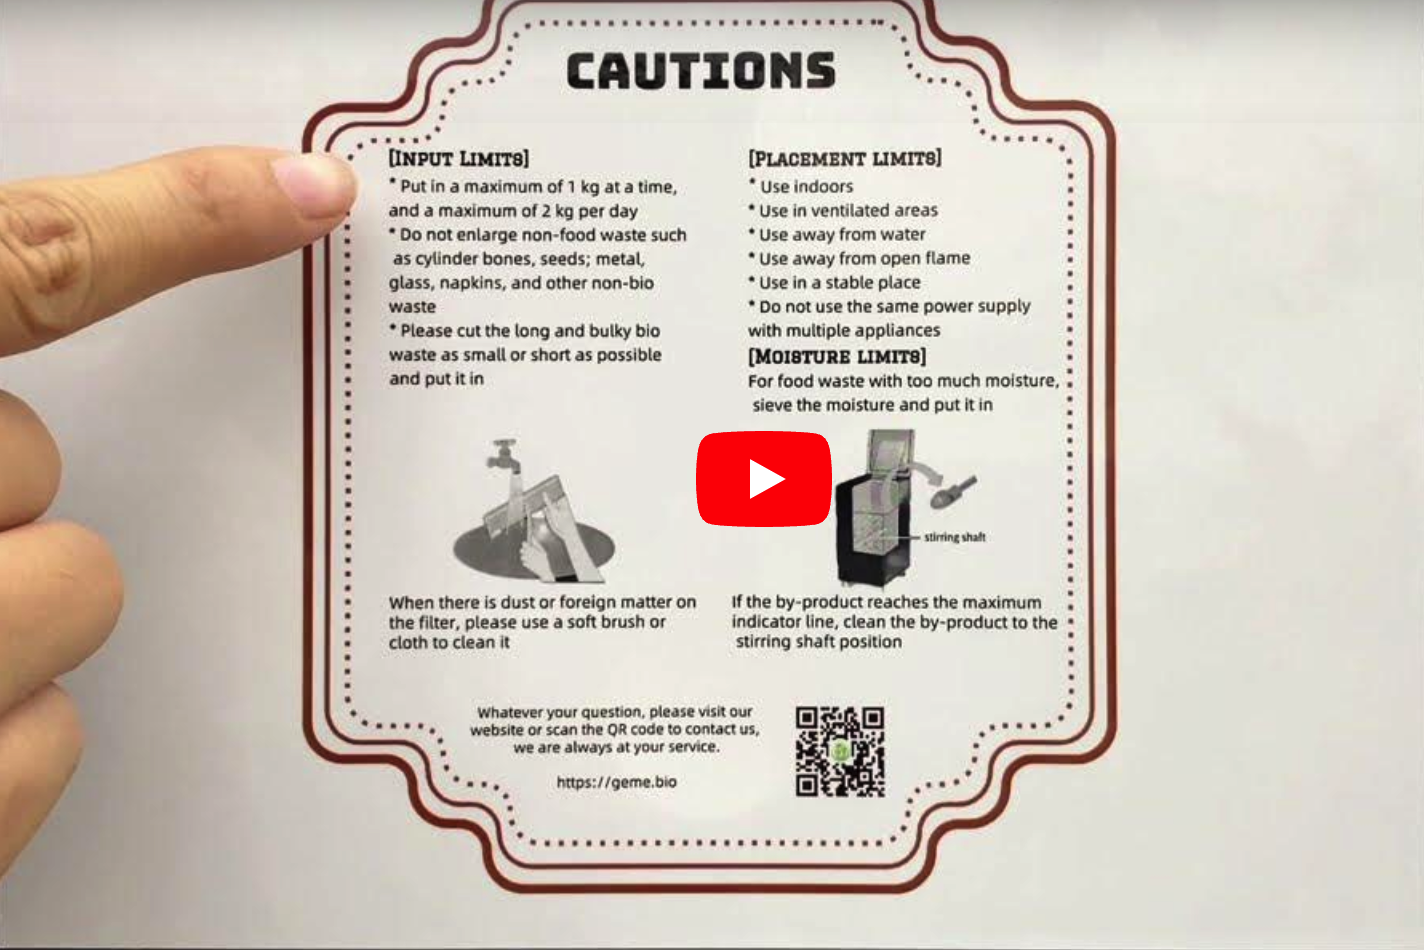 CAUTIONS
[INPUT LIMITS]
* Put in a maximum of 1 kg at a time,
and a maximum of 2 kg per day
* Do not enlarge non-food waste such
as cylinder bones, seeds; metal,
glass, napkins, and other non-bio
waste
* Please cut the long and bulky bio
waste as small or short as possible
and put it in
[PLACEMENT LIMITS]
* Use indoors
* Use in ventilated areas
* Use away from water
* Use away from open flame
* Use in a stable place
* Do not use the same power supply
with multiple appliances
[MOISTURE LIMITS]
For food waste with too much moisture,
sieve the moisture and put it in
When there is dust or foreign matter on
the filter, please use a soft brush or
cloth to clean it
stirring shaft
If the by-product reaches the maximum
indicator line, clean the by-product to the
stirring shaft position
Whatever your question, please visit our
website or scan the QR code to contact us,
we are always at your service.
https://geme.bio